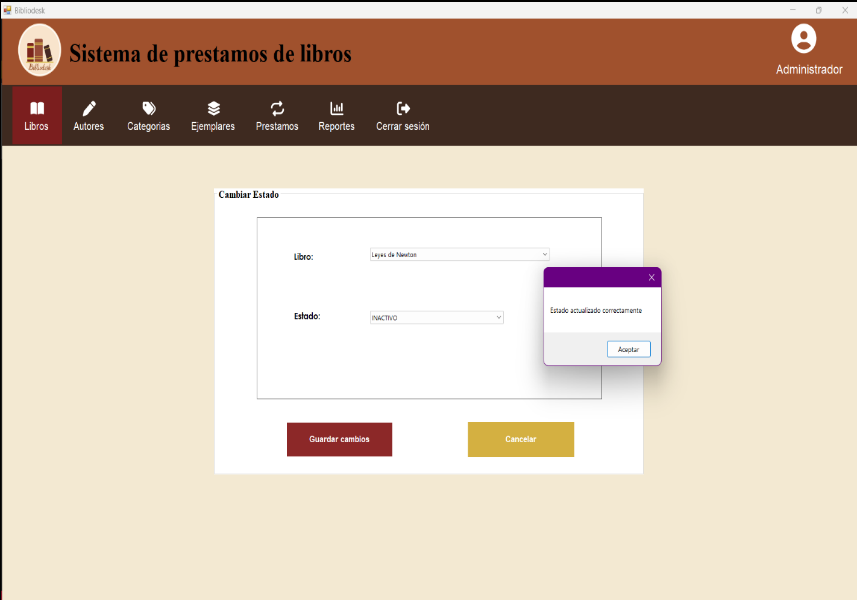 Bibliodesk
Bibliodesk
Sistema de prestamos de libros
Administrador
Libros
Autores
Categorias
Ejemplares
Prestamos
Reportes
Cerrar sesión
Cambiar Estado
Libro:
Leyes de Newton
Estado:
INACTIVO
Estado actualizado correctamente
Aceptar
Guardar cambios
Cancelar